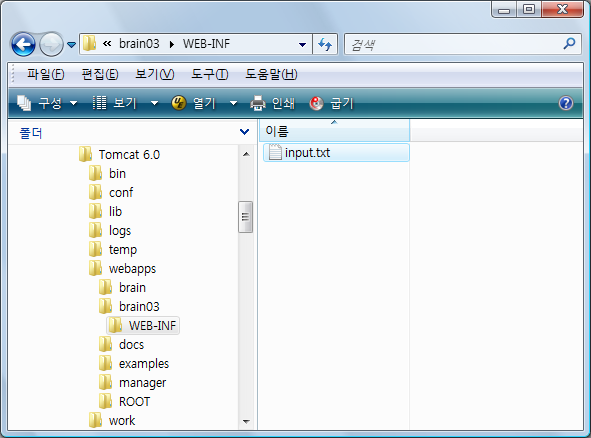 « brain03 ▸ WEB-INF 검색
파일(F) 편집(E) 보기(V) 도구(T) 도움말(H)
구성 보기 열기 인쇄 굽기
폴더 이름
Tomcat 6.0 input.txt
bin
conf
lib
logs
temp
webapps
brain
brain03
WEB-INF
docs
examples
manager
ROOT
work